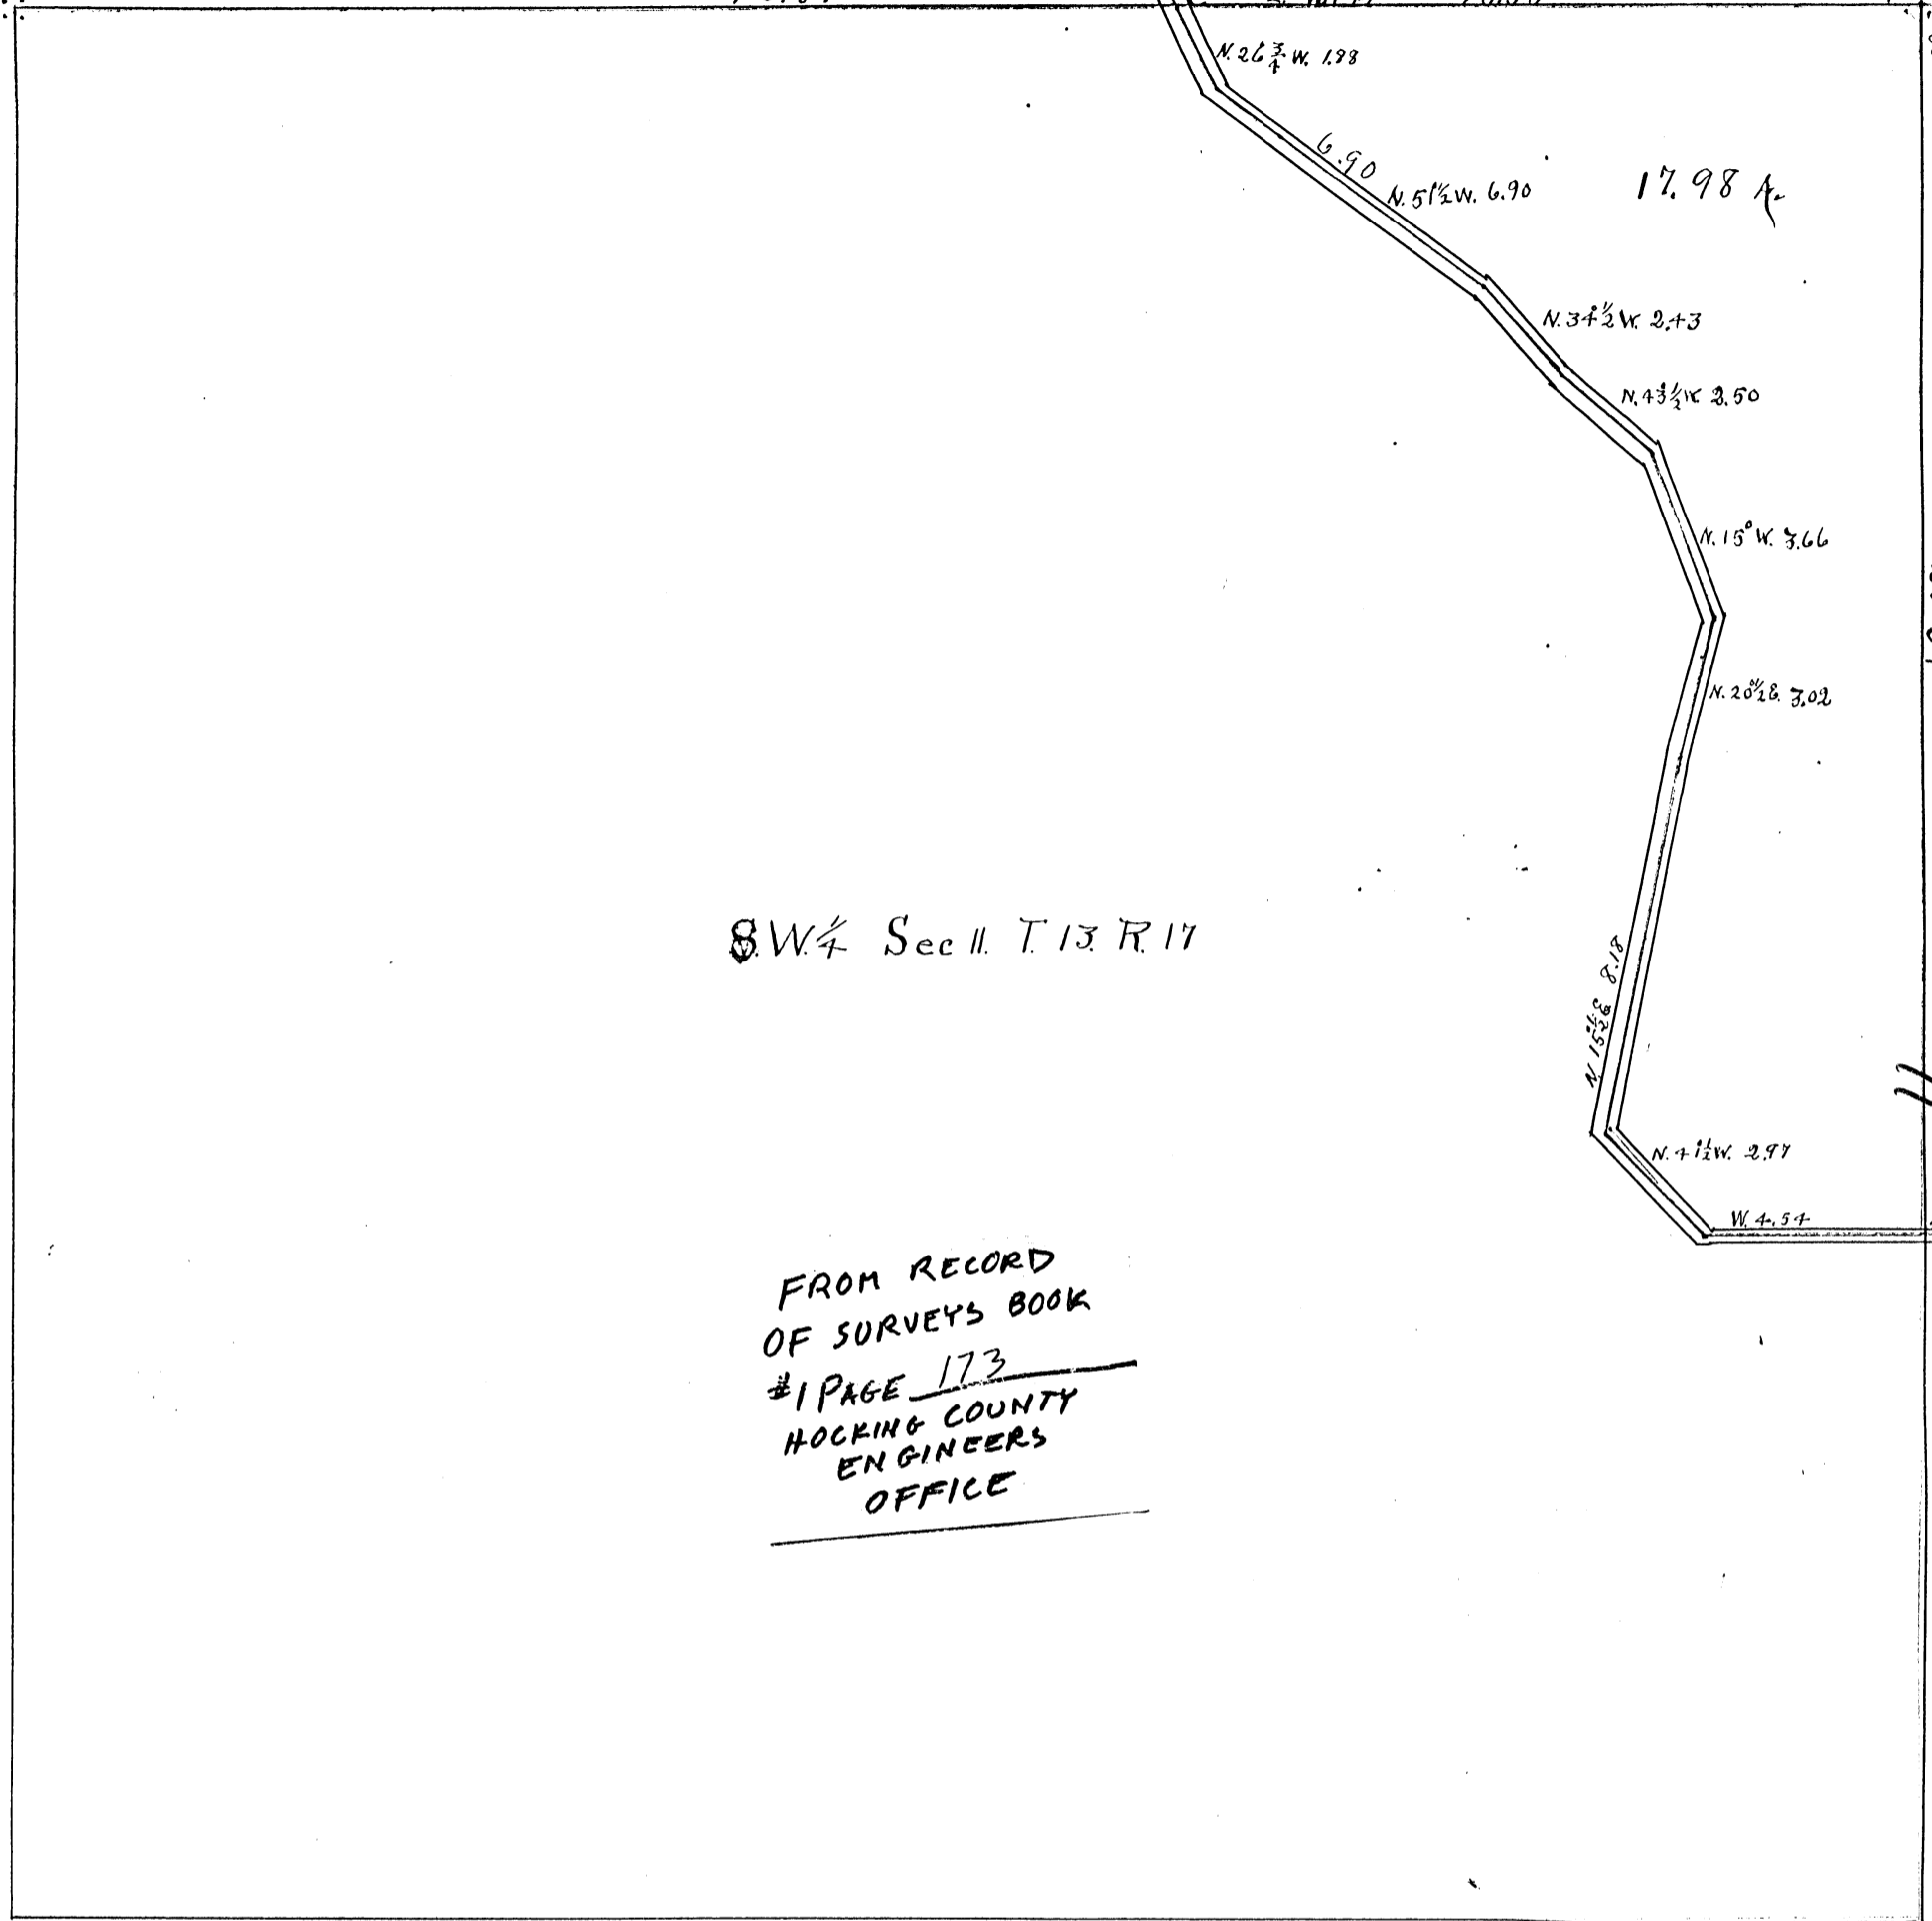 N. 26 3/4 W. 1.88
6.90
N. 51°1/2 W. 6.90
17.98 A.
N. 34°1/2 W. 2.43
N. 43°1/2 W 2.50
N. 15° W. 3.66
N. 20°1/2 E. 3.02
S.W. 1/4 Sec 11. T. 13. R. 17
N. 15°1/2 E 8.18
N. 41°1/2 W. 2.97
W. 4.54
FROM RECORD
OF SURVEYS BOOK
#1 PAGE 173
HOCKING COUNTY
ENGINEERS
OFFICE